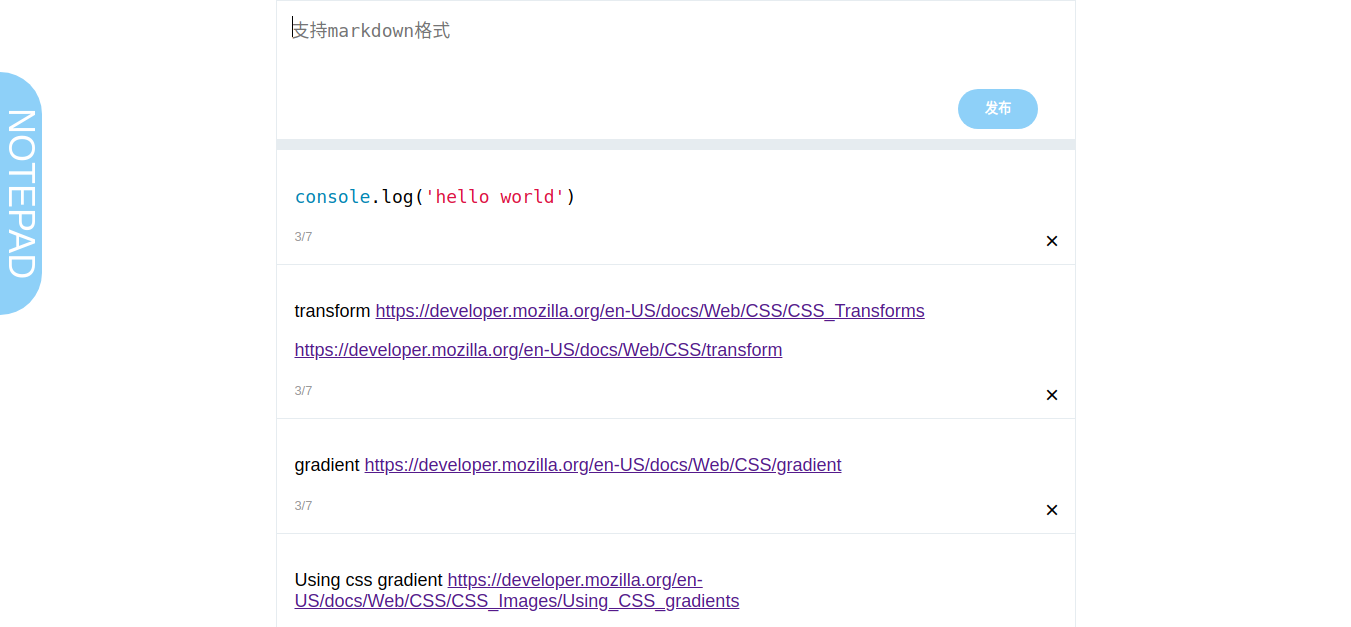 支持markdown格式
发布
NOTEPAD
console.log('hello world')
3/7
×
transform https://developer.mozilla.org/en-US/docs/Web/CSS/CSS_Transforms
https://developer.mozilla.org/en-US/docs/Web/CSS/transform
3/7
×
gradient https://developer.mozilla.org/en-US/docs/Web/CSS/gradient
3/7
×
Using css gradient https://developer.mozilla.org/en-
US/docs/Web/CSS/CSS_Images/Using_CSS_gradients